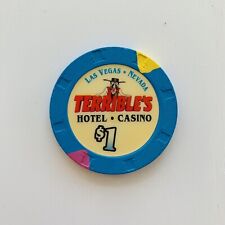 LAS VEGAS • NEVADA
TERRIBLE'S
HOTEL • CASINO
$1